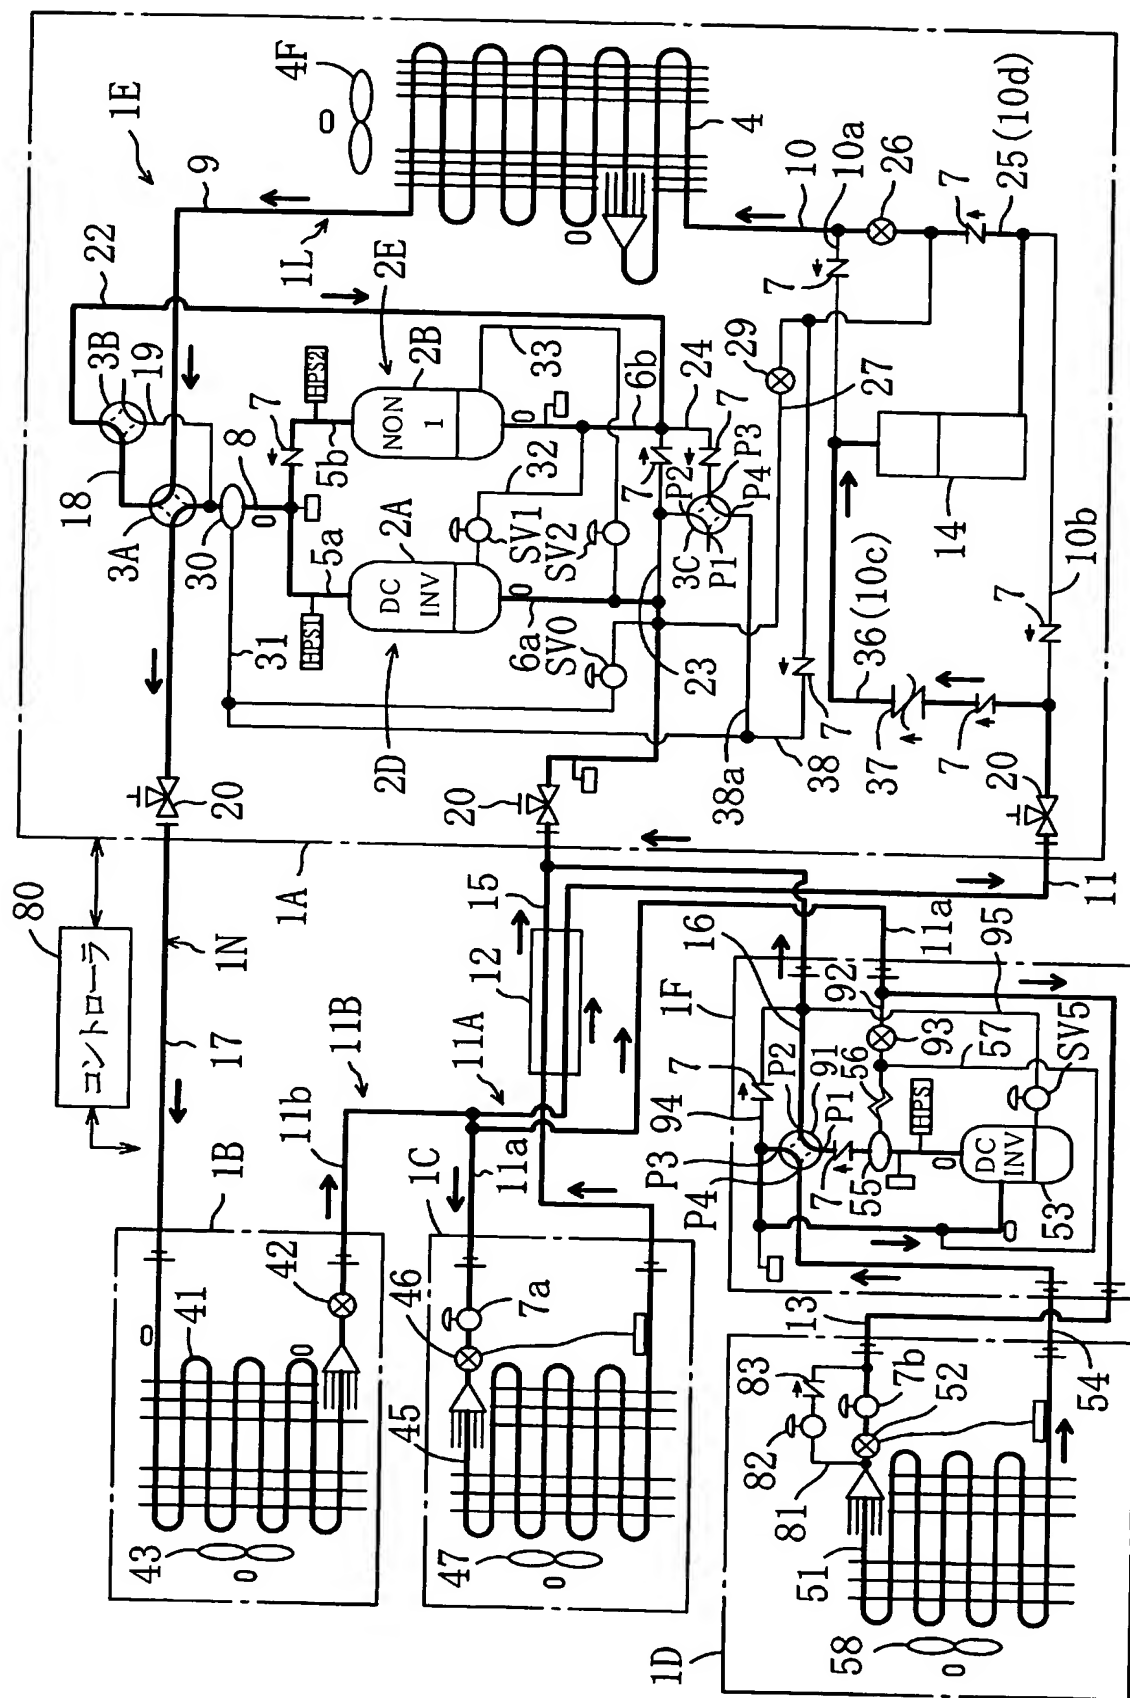 80
コントローラ
1A
1N
17
11b
11B
1B
41
42
43
11A
12
15
11a
1C
46
7a
45
47
1E
9
22
1L
4F
4
3B
19
18
3A
8
30
31
7
HPS2
HPS1
5b
5a
2E
2B
NON
1
2A
DC
INV
2D
33
32
SV1
SV2
SV0
6a
6b
24
7
7
P2
P3
P4
3C
P1
23
29
27
10
10a
26
7
7
25(10d)
14
36(10c)
37
7
7
7
10b
38
38a
20
20
20
11
11a
16
1F
92
95
93
57
56
SV5
7
94
P2
91
P1
P3
P4
7
55
HPS
DC
INV
53
13
83
7b
52
54
82
81
51
58
1D